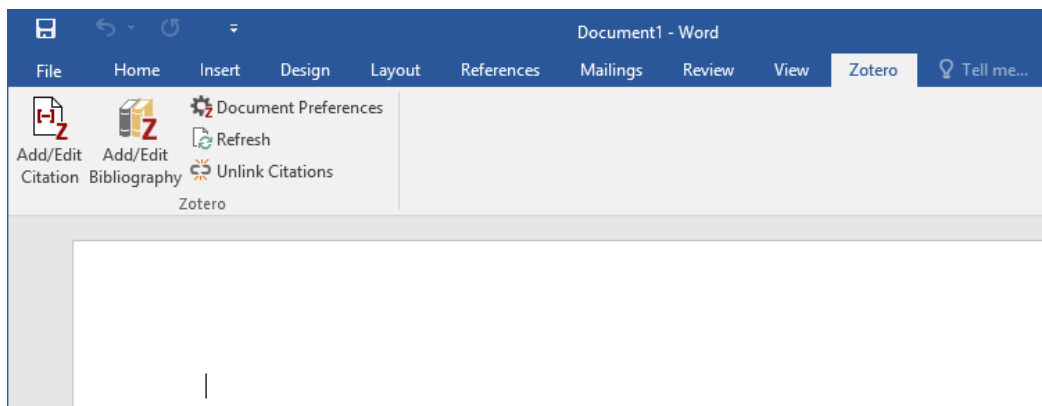 Document1 - Word
File Home Insert Design Layout References Mailings Review View Zotero Tell me...
Add/Edit Citation
Add/Edit Bibliography
Document Preferences
Refresh
Unlink Citations
Zotero